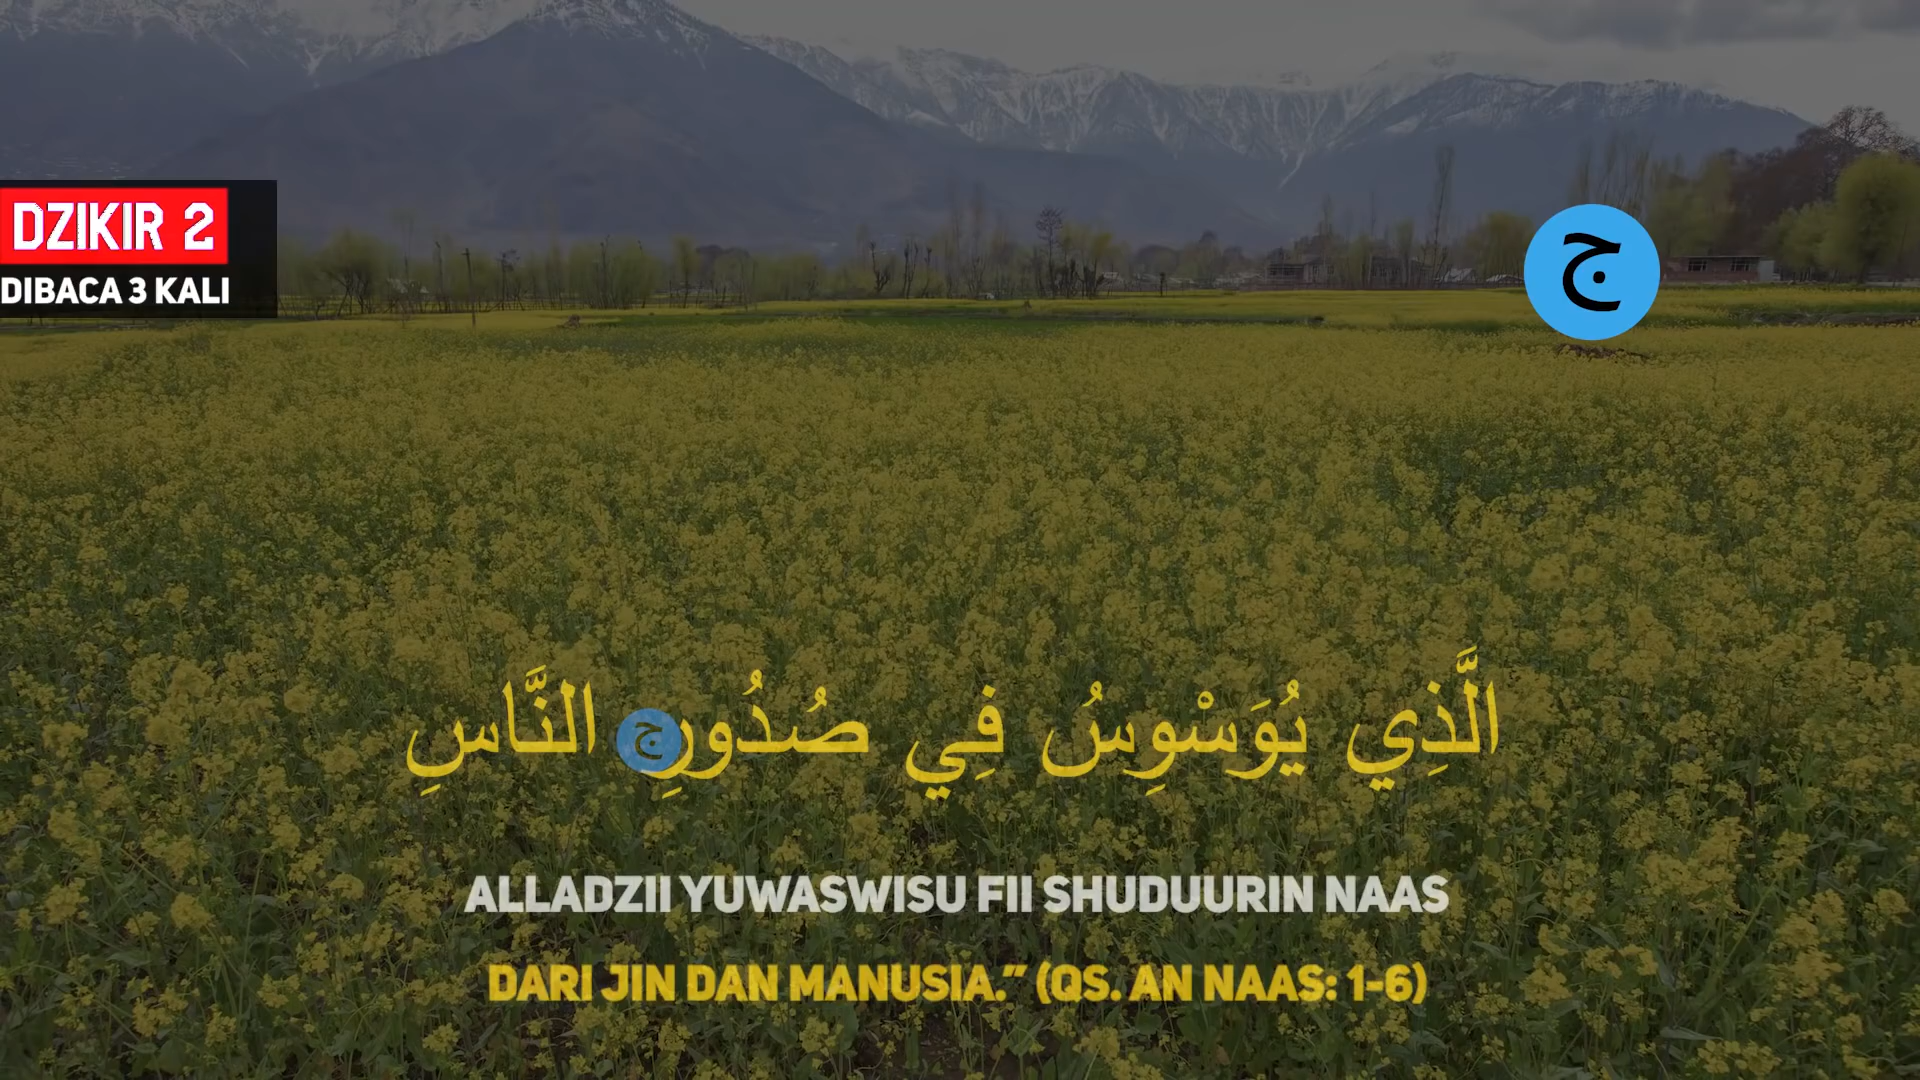 DZIKIR 2
DIBACA 3 KALI
ج
الَّذِي يُوَسْوِسُ فِي صُدُورِ النَّاسِ
ج
ALLADZII YUWASWISU FII SHUDUURIN NAAS
DARI JIN DAN MANUSIA.” (QS. AN NAAS: 1-6)